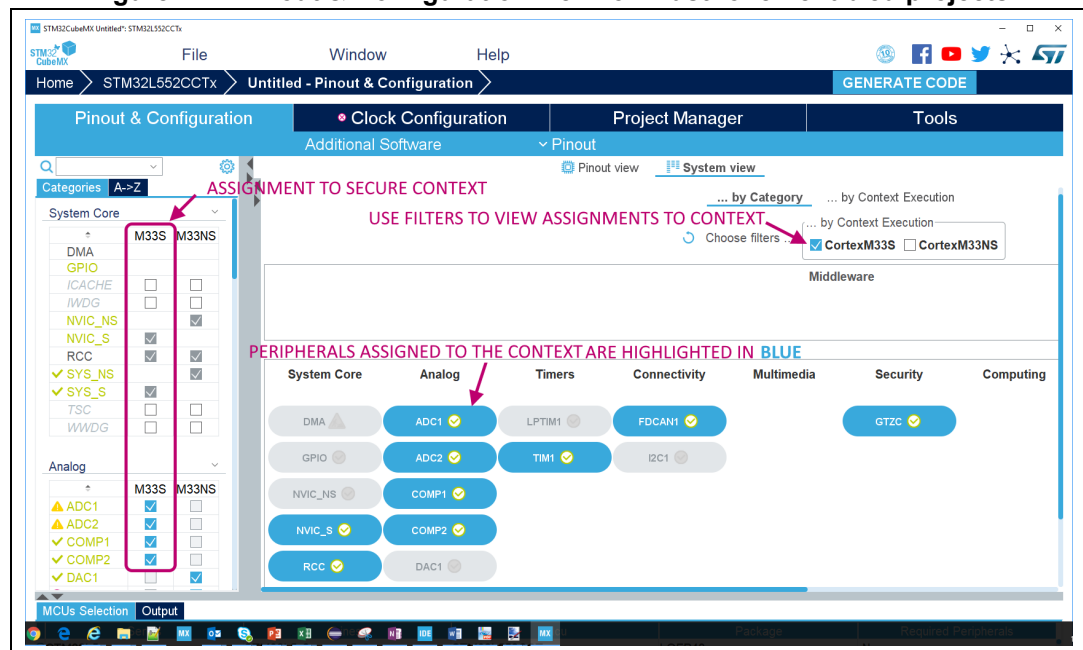 STM32CubeMX Untitled*: STM32L552CCTx
STM32 CubeMX
File Window Help
19
Home STM32L552CCTx Untitled - Pinout & Configuration GENERATE CODE
Pinout & Configuration Clock Configuration Project Manager Tools
Additional Software Pinout
Pinout view System view
Categories A->Z
ASSIGNMENT TO SECURE CONTEXT
... by Category ... by Context Execution
System Core
USE FILTERS TO VIEW ASSIGNMENTS TO CONTEXT
... by Context Execution
Choose filters ...
CortexM33S CortexM33NS
M33S M33NS
DMA
GPIO
ICACHE
IWDG
NVIC_NS
NVIC_S
RCC
SYS_NS
SYS_S
TSC
WWDG
Middleware
PERIPHERALS ASSIGNED TO THE CONTEXT ARE HIGHLIGHTED IN BLUE
System Core Analog Timers Connectivity Multimedia Security Computing
DMA ADC1 LPTIM1 FDCAN1 GTZC
GPIO ADC2 TIM1 I2C1
NVIC_NS COMP1
NVIC_S COMP2
RCC DAC1
Analog
M33S M33NS
ADC1
ADC2
COMP1
COMP2
DAC1
MCUs Selection Output
Package Required Peripherals